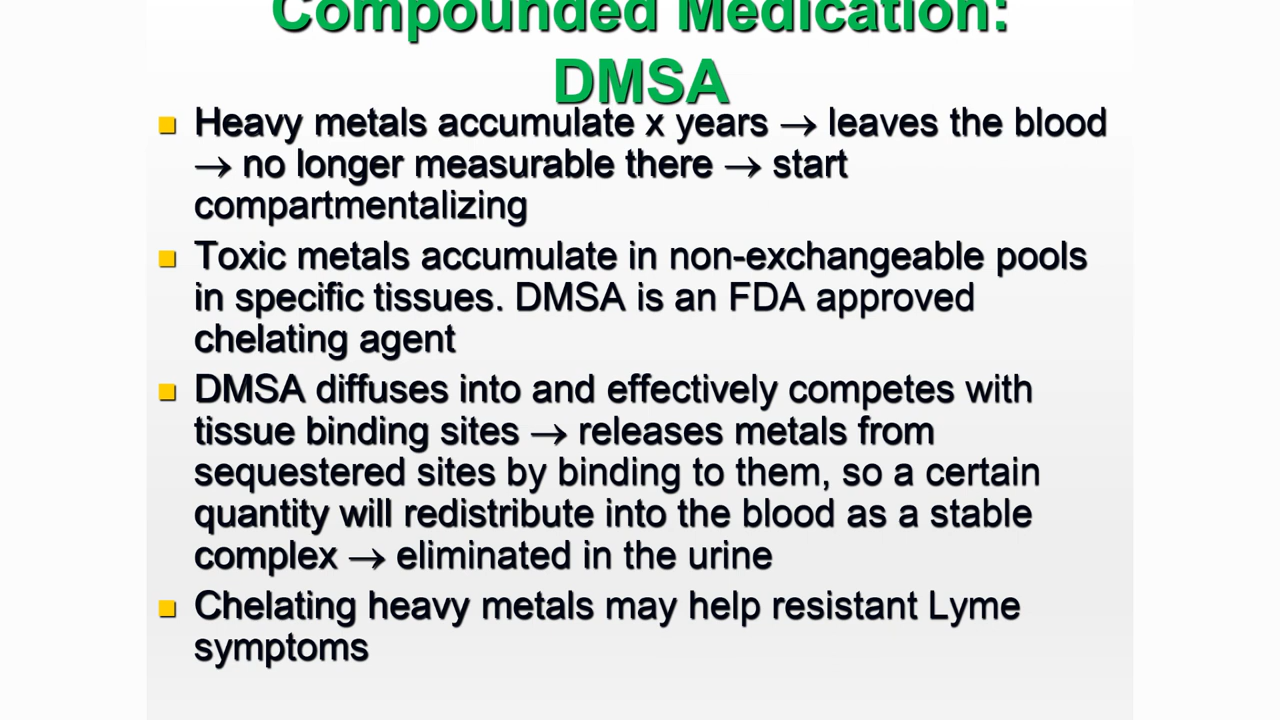 Compounded Medication:
DMSA
Heavy metals accumulate x years → leaves the blood
→ no longer measurable there → start
compartmentalizing
Toxic metals accumulate in non-exchangeable pools
in specific tissues. DMSA is an FDA approved
chelating agent
DMSA diffuses into and effectively competes with
tissue binding sites → releases metals from
sequestered sites by binding to them, so a certain
quantity will redistribute into the blood as a stable
complex → eliminated in the urine
Chelating heavy metals may help resistant Lyme
symptoms